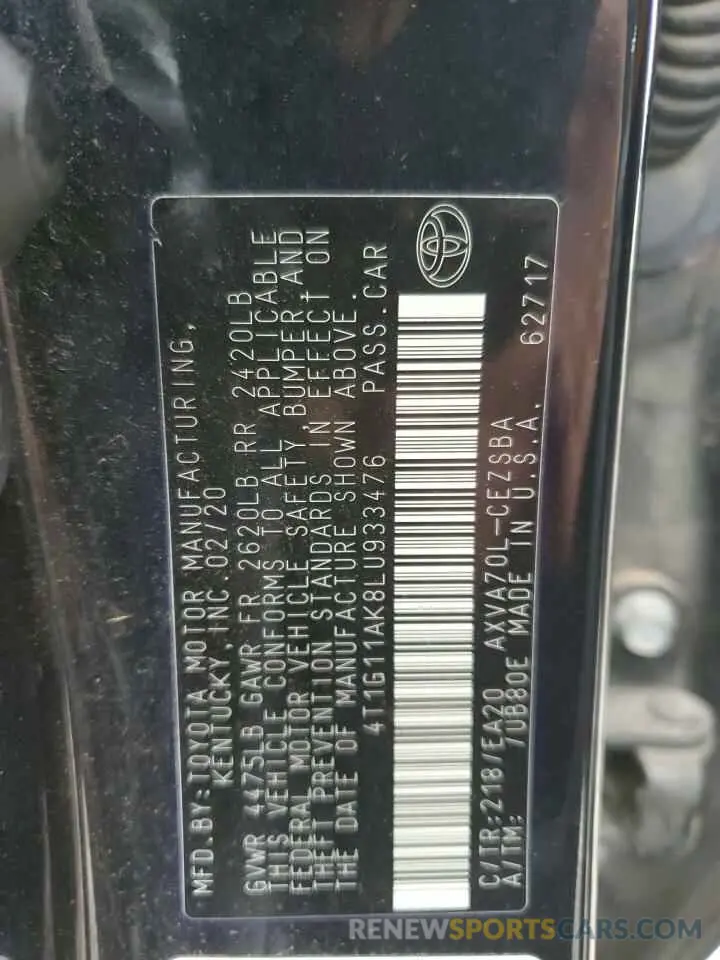 MFD.BY:TOYOTA MOTOR MANUFACTURING,
KENTUCKY,INC.02/20
GVWR 4475LB GAWR FR 2620LB RR 2420LB
THIS VEHICLE CONFORMS TO ALL APPLICABLE
FEDERAL MOTOR VEHICLE SAFETY,BUMPER,AND
THEFT PREVENTION STANDARDS IN EFFECT ON
THE DATE OF MANUFACTURE SHOWN ABOVE.
4T1G11AK8LU933476 PASS.CAR
C/TR:218/EA20 AXVA70L-CEZSBA
A/TM: /UB80E MADE IN U.S.A. 62717
RENEWSPORTSCARS.COM